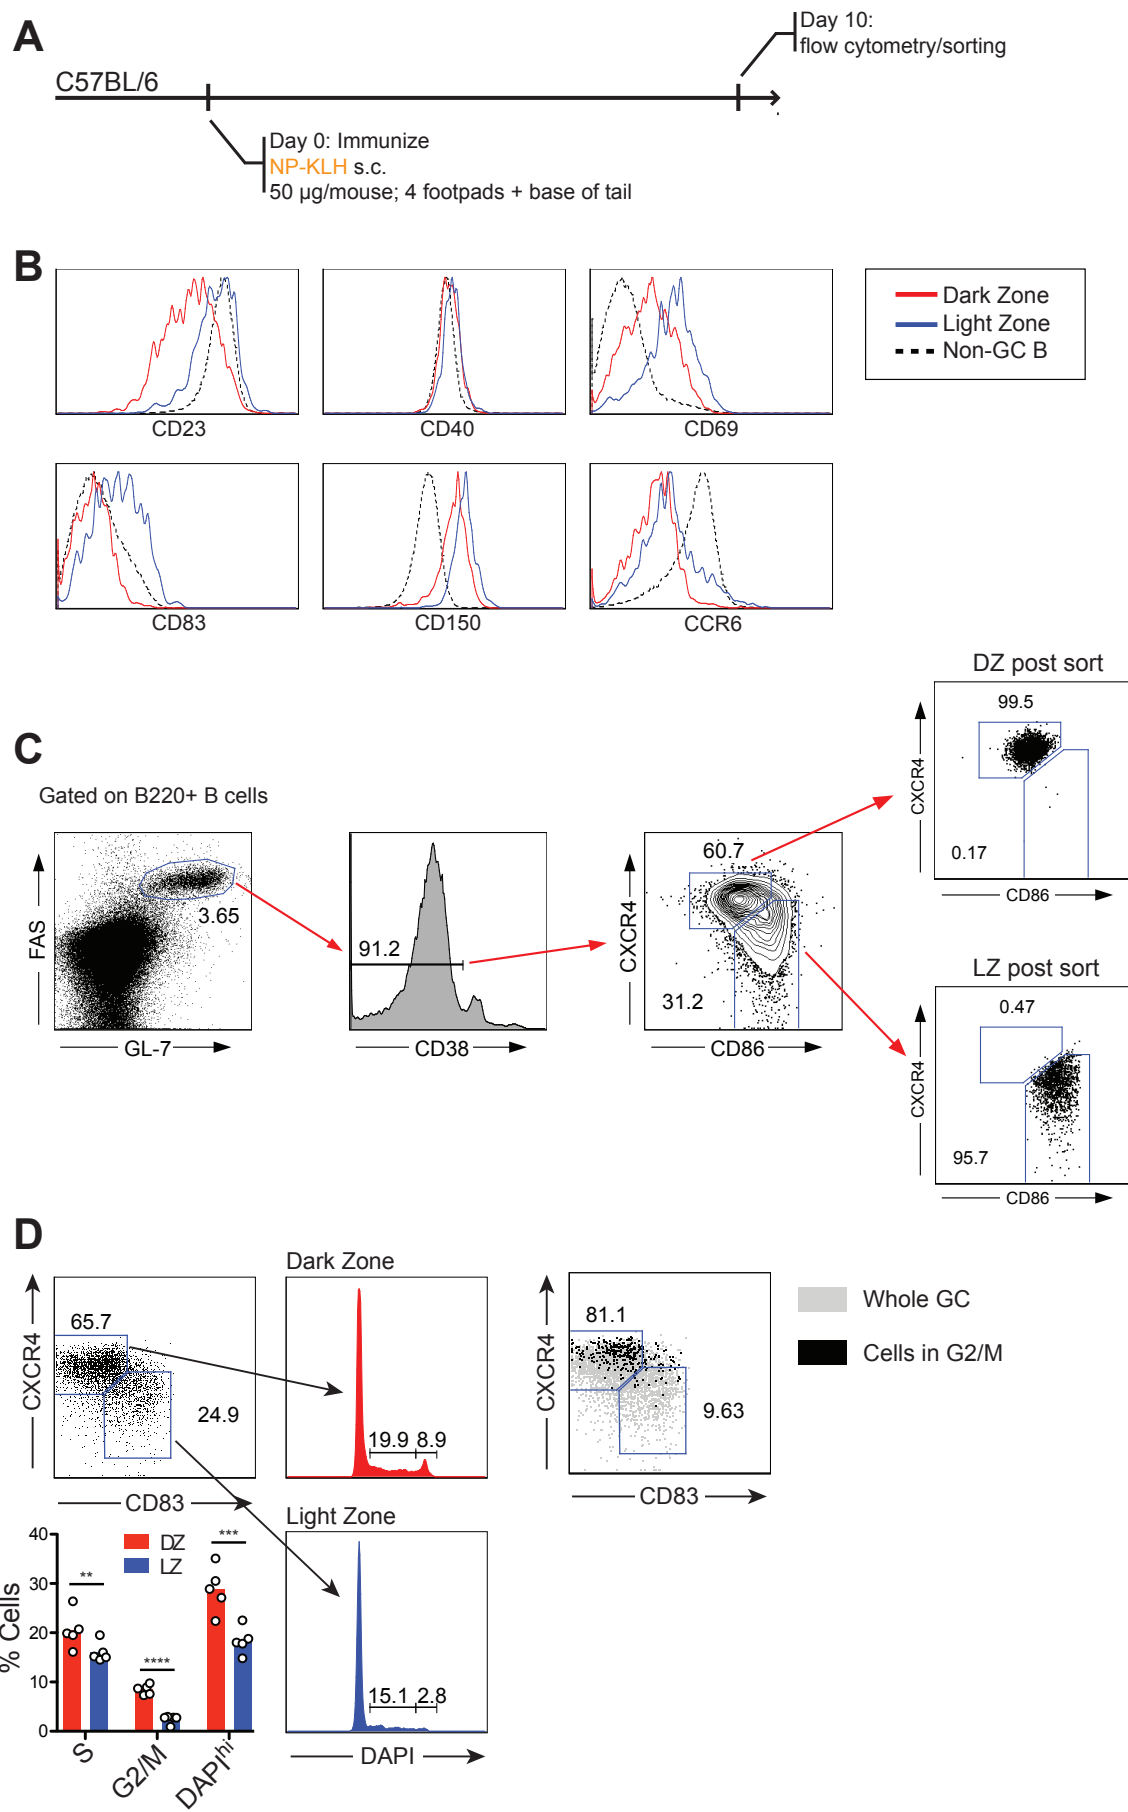 A
C57BL/6
Day 10:
flow cytometry/sorting
Day 0: Immunize
NP-KLH s.c.
50 µg/mouse; 4 footpads + base of tail
B
CD23
CD40
CD69
Dark Zone
Light Zone
Non-GC B
CD83
CD150
CCR6
C
Gated on B220+ B cells
FAS
3.65
GL-7
91.2
CD38
CXCR4
60.7
31.2
CD86
DZ post sort
CXCR4
99.5
0.17
CD86
LZ post sort
CXCR4
0.47
95.7
CD86
D
CXCR4
65.7
24.9
CD83
Dark Zone
19.9
8.9
CXCR4
81.1
9.63
CD83
Whole GC
Cells in G2/M
Light Zone
15.1
2.8
DAPI
% Cells
40
30
20
10
0
DZ
LZ
**
****
***
S
G2/M
DAPIhi